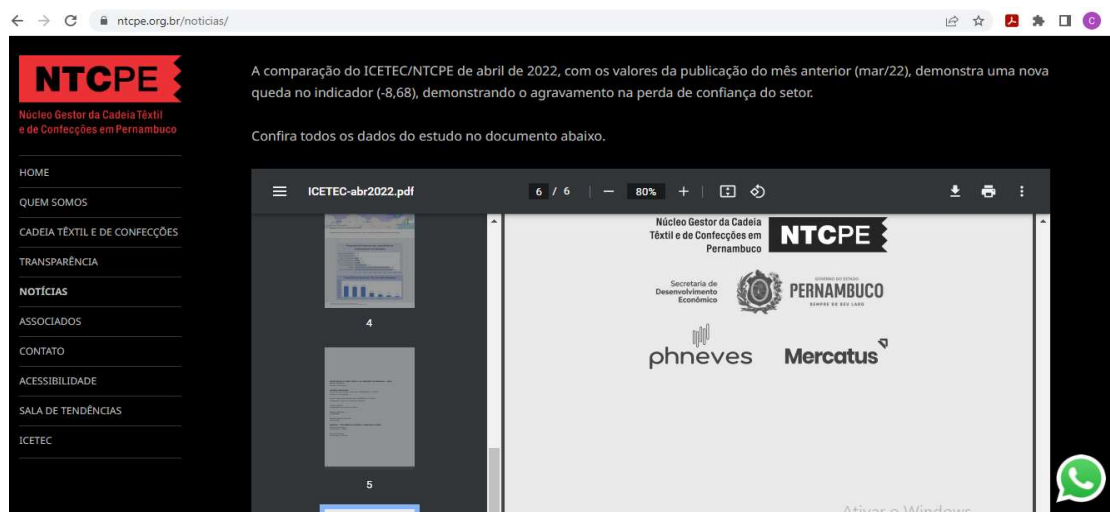 ntcpe.org.br/noticias/
C
NTCPE
Núcleo Gestor da Cadeia Têxtil
e de Confecções em Pernambuco
HOME
QUEM SOMOS
CADEIA TÊXTIL E DE CONFECÇÕES
TRANSPARÊNCIA
NOTÍCIAS
ASSOCIADOS
CONTATO
ACESSIBILIDADE
SALA DE TENDÊNCIAS
ICETEC
A comparação do ICETEC/NTCPE de abril de 2022, com os valores da publicação do mês anterior (mar/22), demonstra uma nova
queda no indicador (-8,68), demonstrando o agravamento na perda de confiança do setor.
Confira todos os dados do estudo no documento abaixo.
ICETEC-abr2022.pdf
6 / 6
80%
4
5
Núcleo Gestor da Cadeia
Têxtil e de Confecções em
Pernambuco
NTCPE
Secretaria de
Desenvolvimento
Econômico
GOVERNO DO ESTADO
PERNAMBUCO
SEMPRE DO SEU LADO
phneves
Mercatus
Ativar o Windows